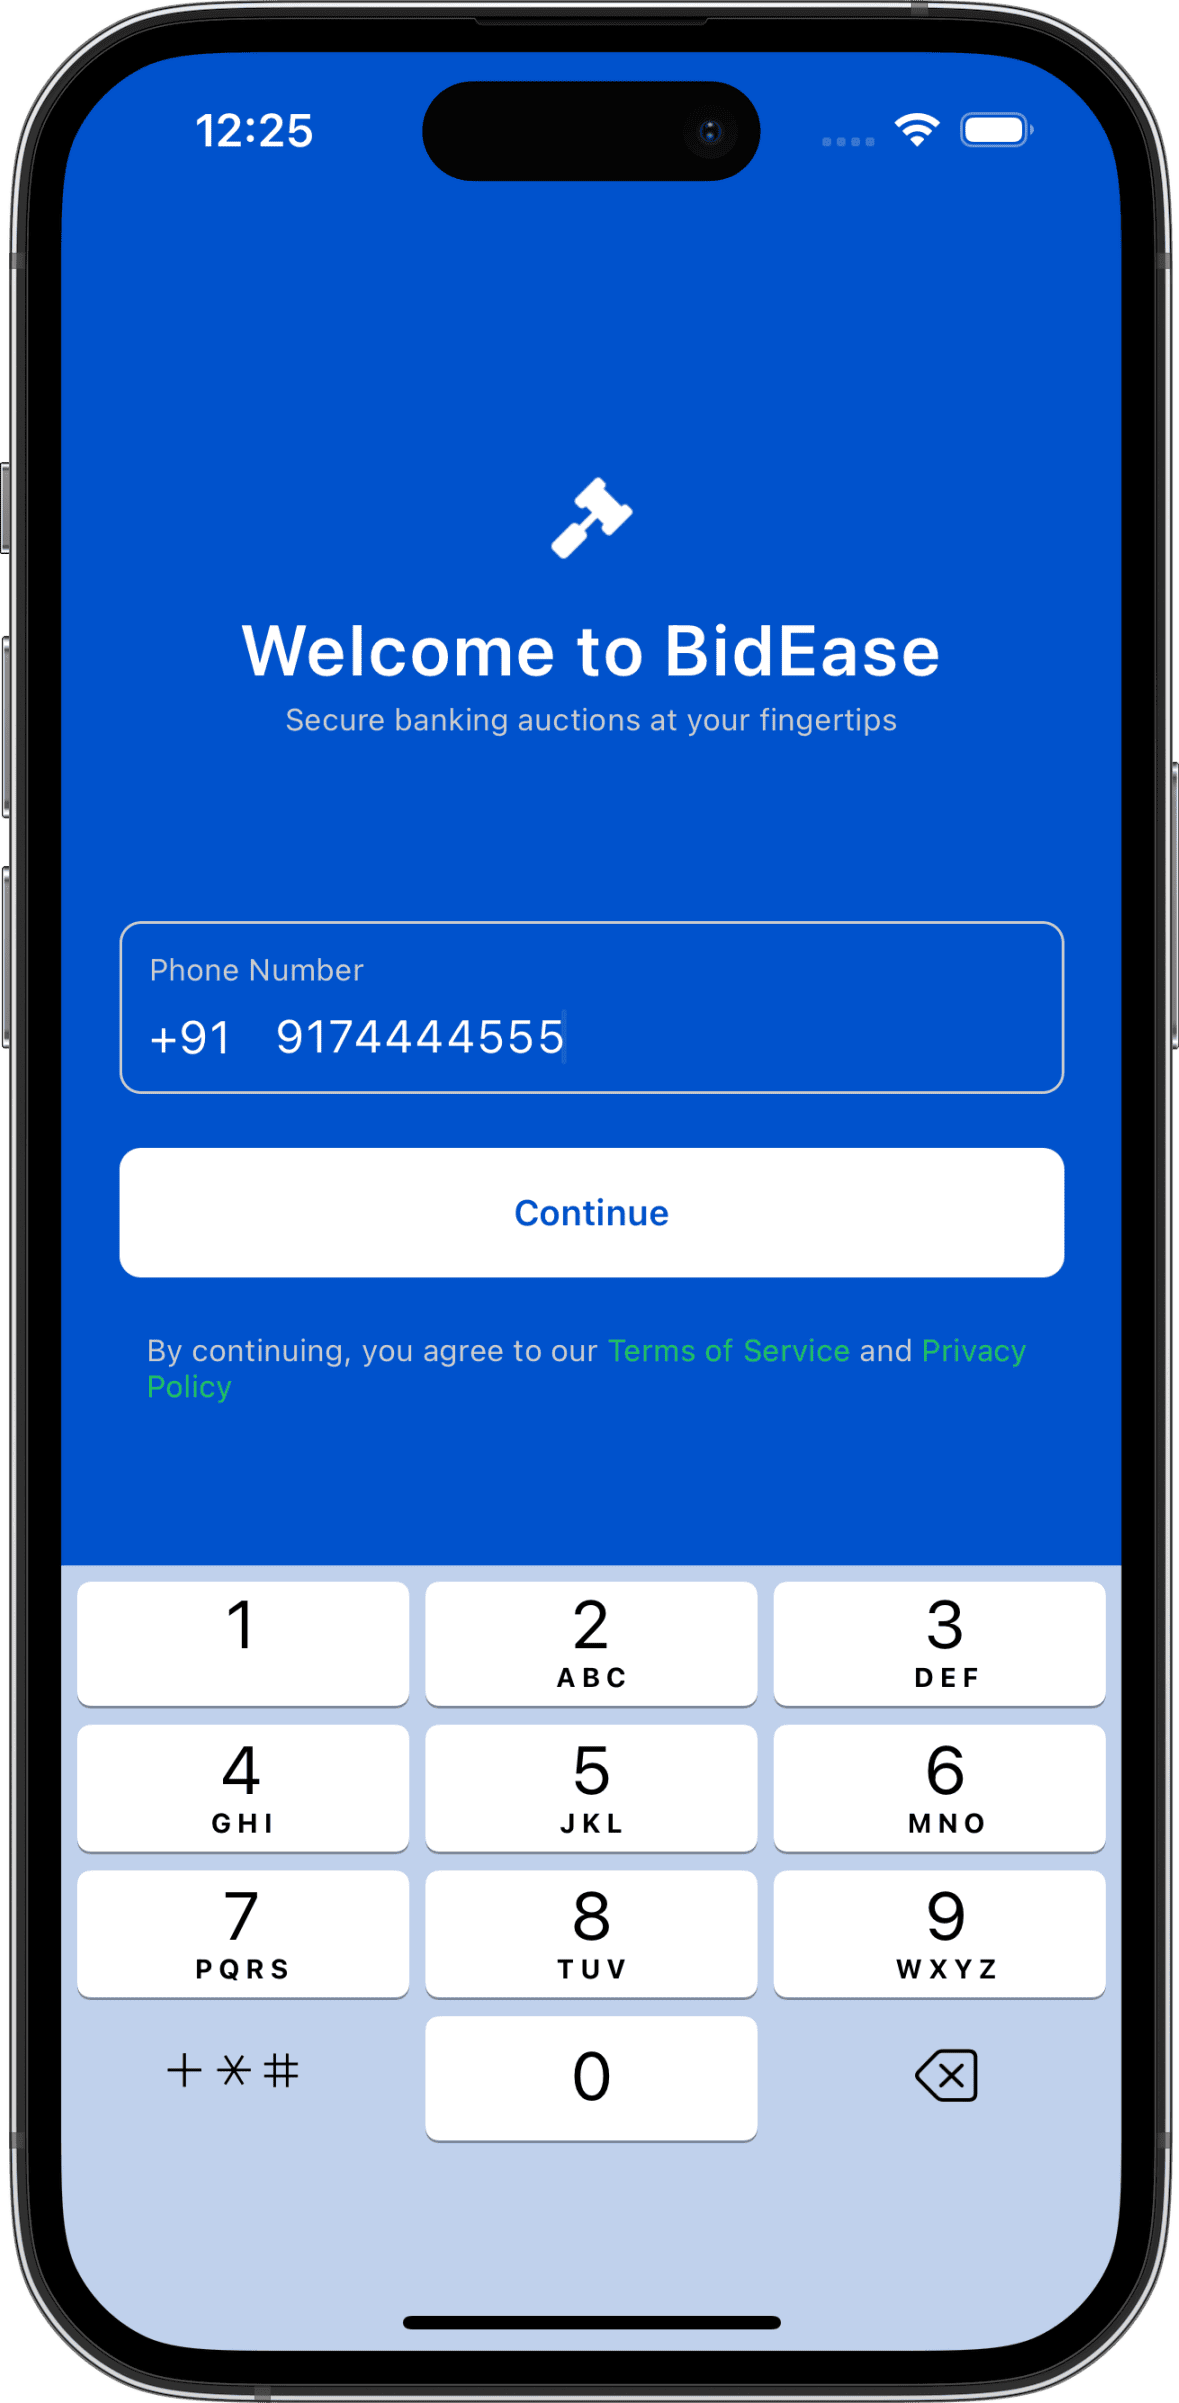 12:25
Welcome to BidEase
Secure banking auctions at your fingertips
Phone Number
+91 9174444555
Continue
By continuing, you agree to our Terms of Service and Privacy
Policy
1 2 3
ABC DEF
4 5 6
GHI JKL MNO
7 8 9
PQRS TUV WXYZ
+*# 0